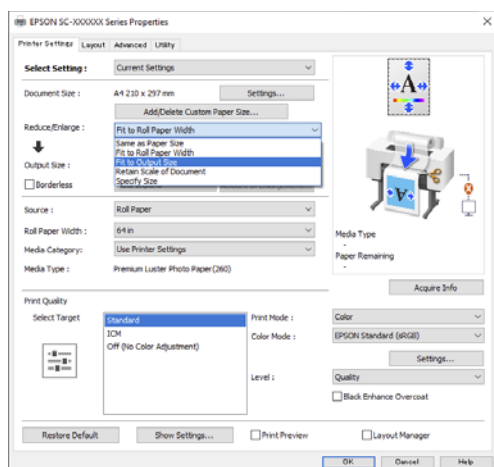 EPSON SC-XXXXXX Series Properties
Printer Settings Layout Advanced Utility
Select Setting : Current Settings
Document Size : A4 210 x 297 mm Settings...
Add/Delete Custom Paper Size...
Reduce/Enlarge : Fit to Roll Paper Width
Same as Paper Size
Fit to Roll Paper Width
Fit to Output Size
Retain Scale of Document
Specify Size
Output Size :
Borderless
Source : Roll Paper
Roll Paper Width : 64 in
Media Category: Use Printer Settings
Media Type : Premium Luster Photo Paper(260)
A
Media Type
-
Paper Remaining
-
Acquire Info
Print Quality
Select Target
Standard
ICM
Off (No Color Adjustment)
Print Mode : Color
Color Mode : EPSON Standard (sRGB)
Settings...
Level : Quality
Black Enhance Overcoat
Restore Default Show Settings... Print Preview Layout Manager
OK Cancel Help